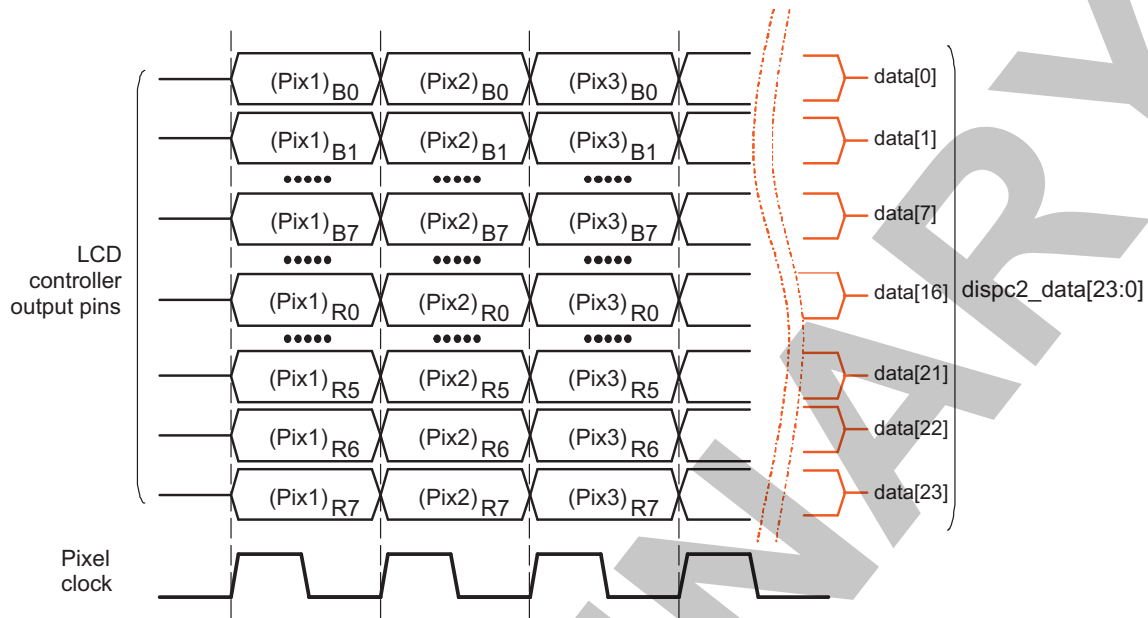 (Pix1)B0 (Pix2)B0 (Pix3)B0 data[0]
(Pix1)B1 (Pix2)B1 (Pix3)B1 data[1]
(Pix1)B7 (Pix2)B7 (Pix3)B7 data[7]
LCD
controller
output pins
(Pix1)R0 (Pix2)R0 (Pix3)R0 data[16] dispc2_data[23:0]
(Pix1)R5 (Pix2)R5 (Pix3)R5 data[21]
(Pix1)R6 (Pix2)R6 (Pix3)R6 data[22]
(Pix1)R7 (Pix2)R7 (Pix3)R7 data[23]
Pixel
clock
NARY